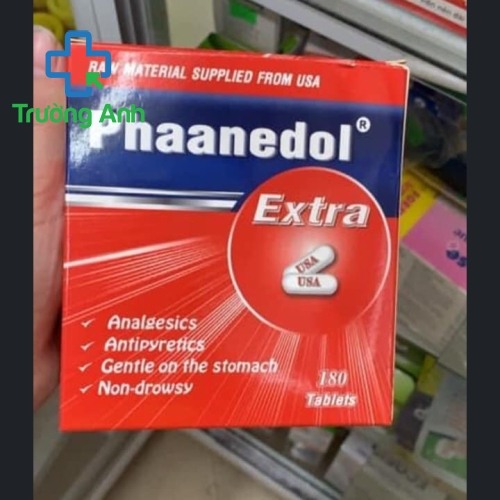 RAW MATERIAL SUPPLIED FROM USA
Trường Anh
Phaanedol®
Extra
USA
USA
Analgesics
Antipyretics
Gentle on the stomach
Non-drowsy
180
Tablets